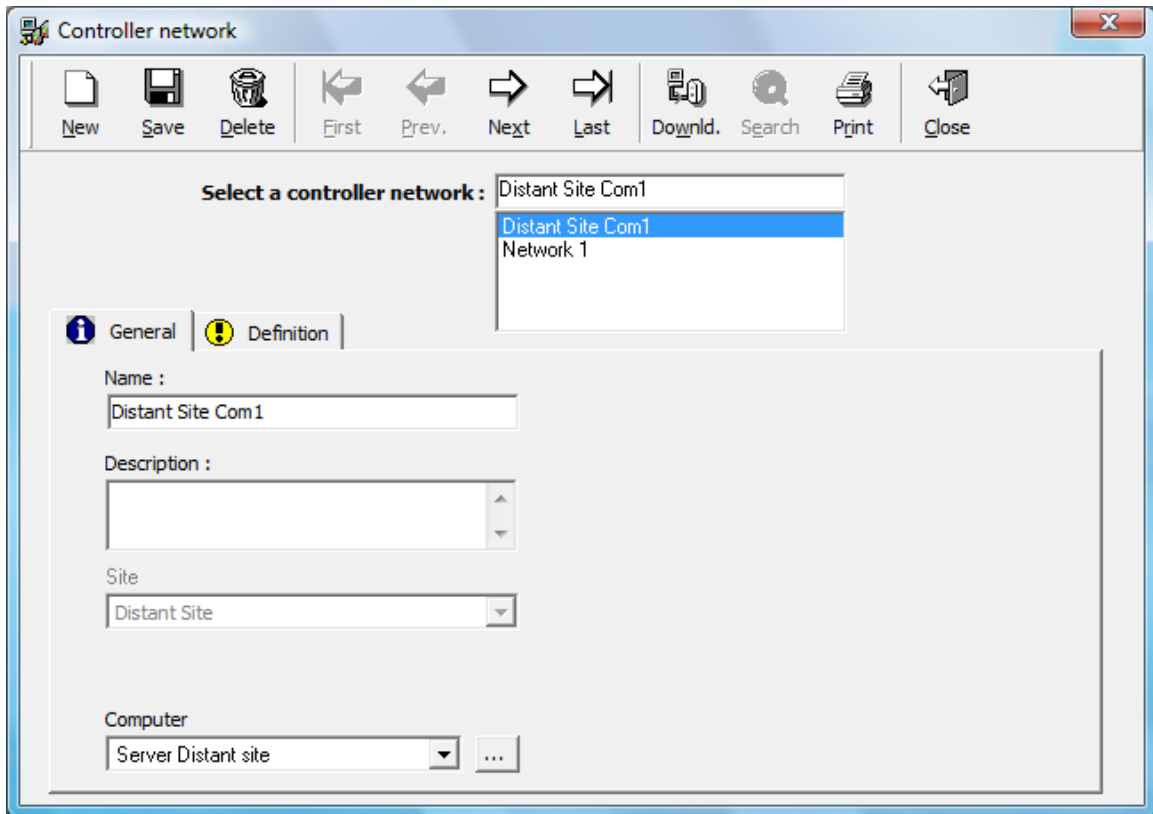 Controller network
New Save Delete First Prev. Next Last Downld. Search Print Close
Select a controller network : Distant Site Com1
Distant Site Com1
Network 1
General Definition
Name :
Distant Site Com1
Description :
Site
Distant Site
Computer
Server Distant site ...